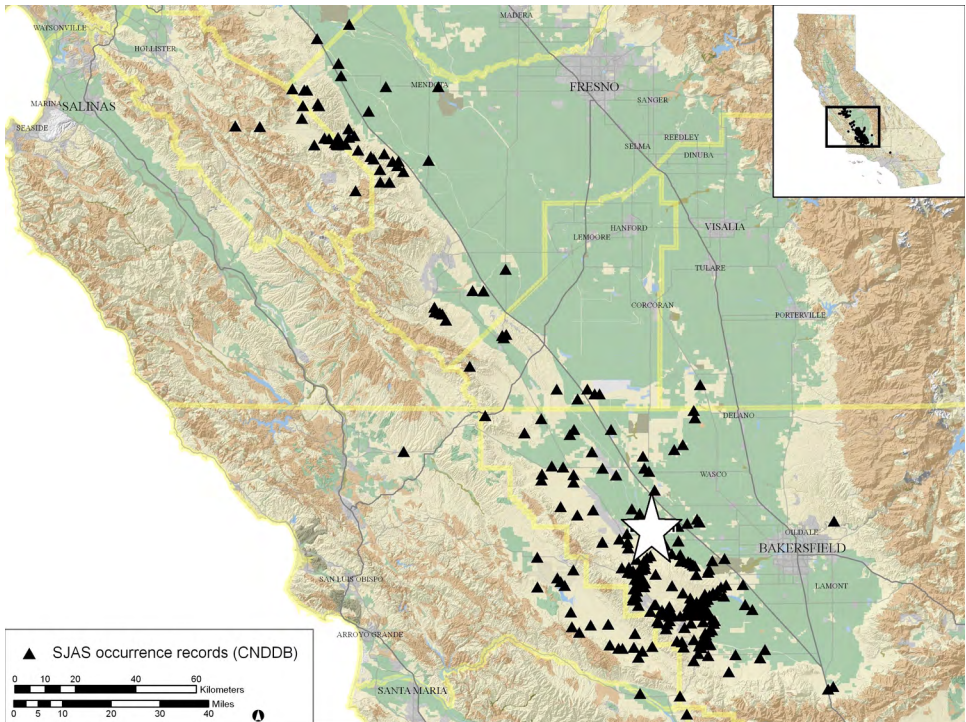 MADERA
WATSONVILLE
HOLLISTER
MENDOTA
FRESNO
SANGER
MARINA
SALINAS
SEASIDE
REEDLEY
SELMA
DINUBA
HANFORD
VISALIA
LEMOORE
TULARE
CORCORAN
PORTERVILLE
DELANO
WASCO
OILDALE
BAKERSFIELD
SAN LUIS OBISPO
LAMONT
ARROYO GRANDE
SANTA MARIA
SJAS occurrence records (CNDDB)
0 10 20 40 60
Kilometers
Miles
0 5 10 20 30 40